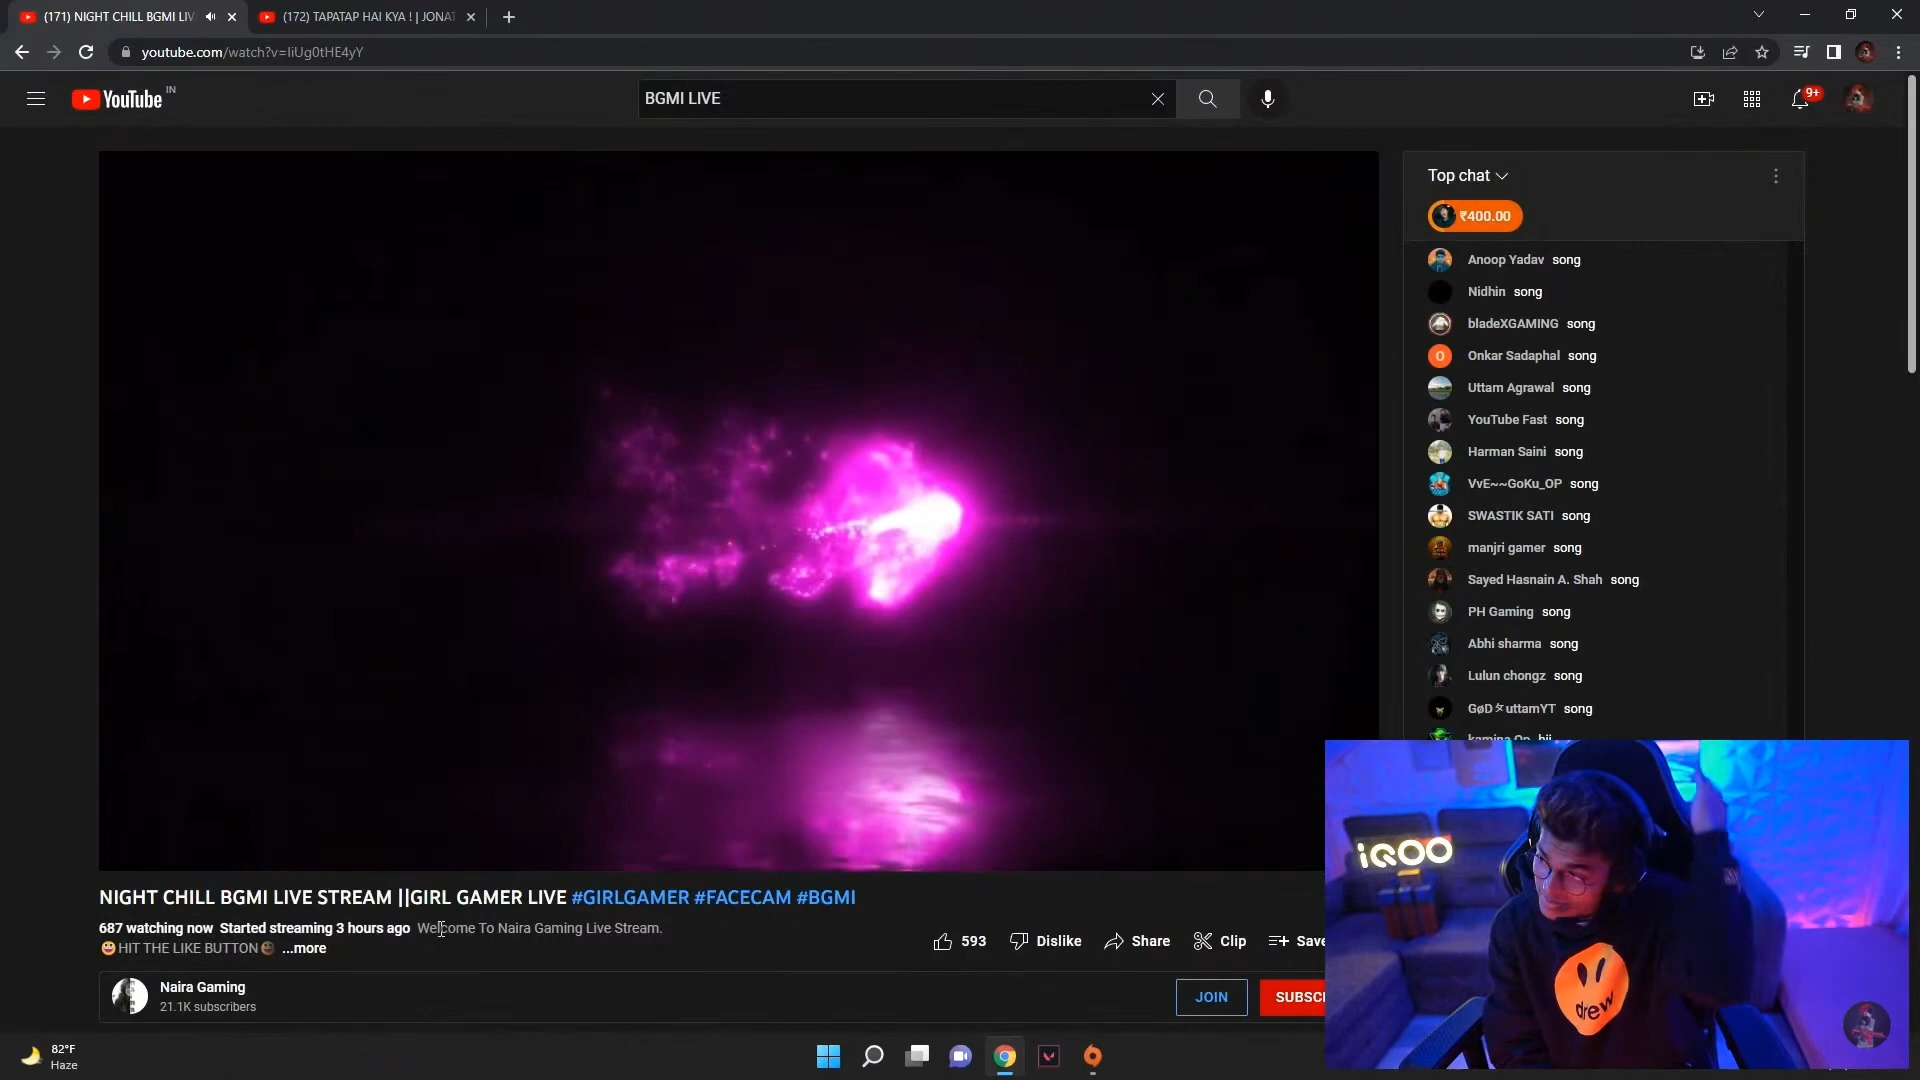 (171) NIGHT CHILL BGMI LIV
(172) TAPATAP HAI KYA ! | JONAT
youtube.com/watch?v=IiUg0tHE4yY
YouTube IN
BGMI LIVE
9+
Top chat
₹400.00
Anoop Yadav song
Nidhin song
bladeXGAMING song
O Onkar Sadaphal song
Uttam Agrawal song
YouTube Fast song
Harman Saini song
VvE~~GoKu_OP song
SWASTIK SATI song
manjri gamer song
Sayed Hasnain A. Shah song
PH Gaming song
Abhi sharma song
Lulun chongz song
GøD⪼uttamYT song
kamina Op hii
iQOO
drew
NIGHT CHILL BGMI LIVE STREAM ||GIRL GAMER LIVE #GIRLGAMER #FACECAM #BGMI
687 watching now Started streaming 3 hours ago Welcome To Naira Gaming Live Stream.
😀HIT THE LIKE BUTTON😀 ...more
593 Dislike Share Clip Save
Naira Gaming
21.1K subscribers
JOIN SUBSC
82°F
Haze